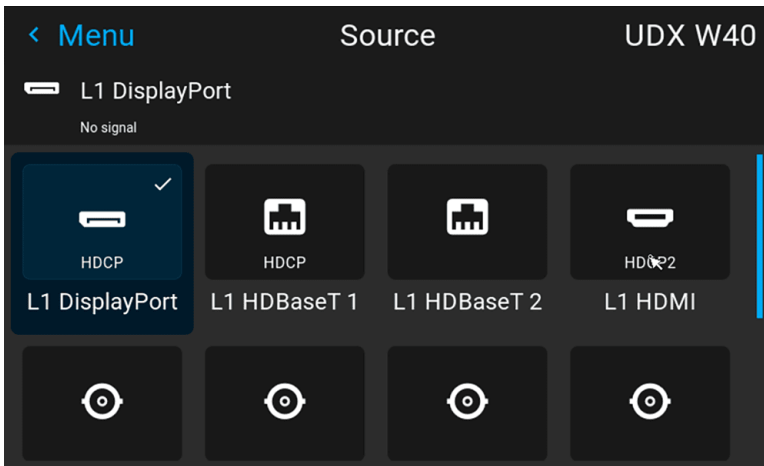 Menu
Source
UDX W40
L1 DisplayPort
No signal
HDCP
HDCP
HDCP2
L1 DisplayPort
L1 HDBaseT 1
L1 HDBaseT 2
L1 HDMI